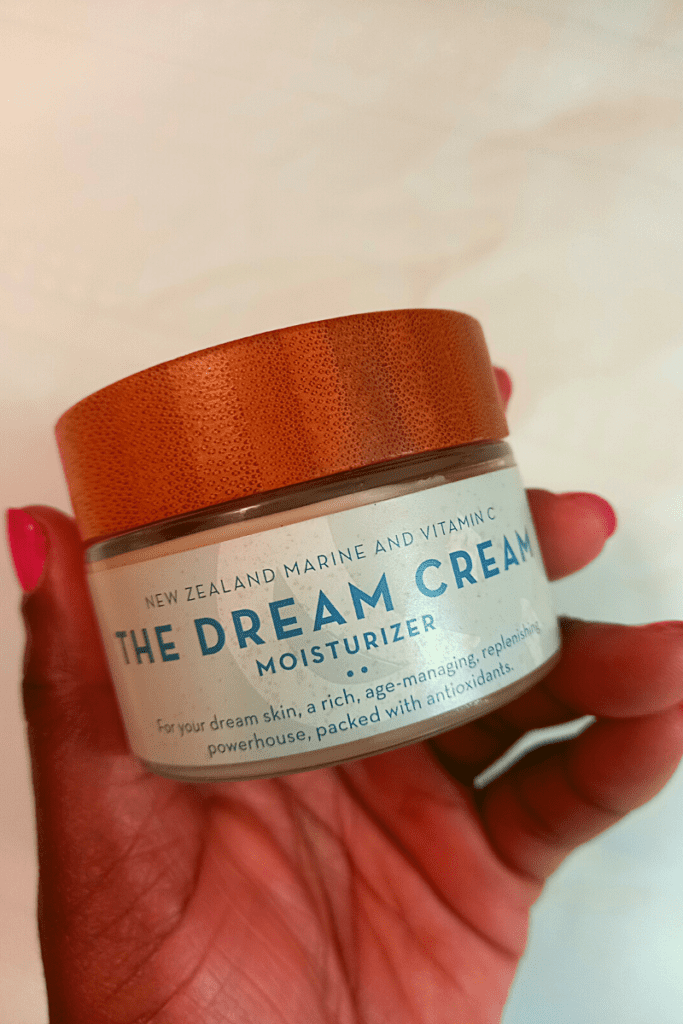 NEW ZEALAND MARINE AND VITAMIN C
THE DREAM CREAM
MOISTURIZER
For your dream skin, a rich, age-managing, replenishing
powerhouse, packed with antioxidants.